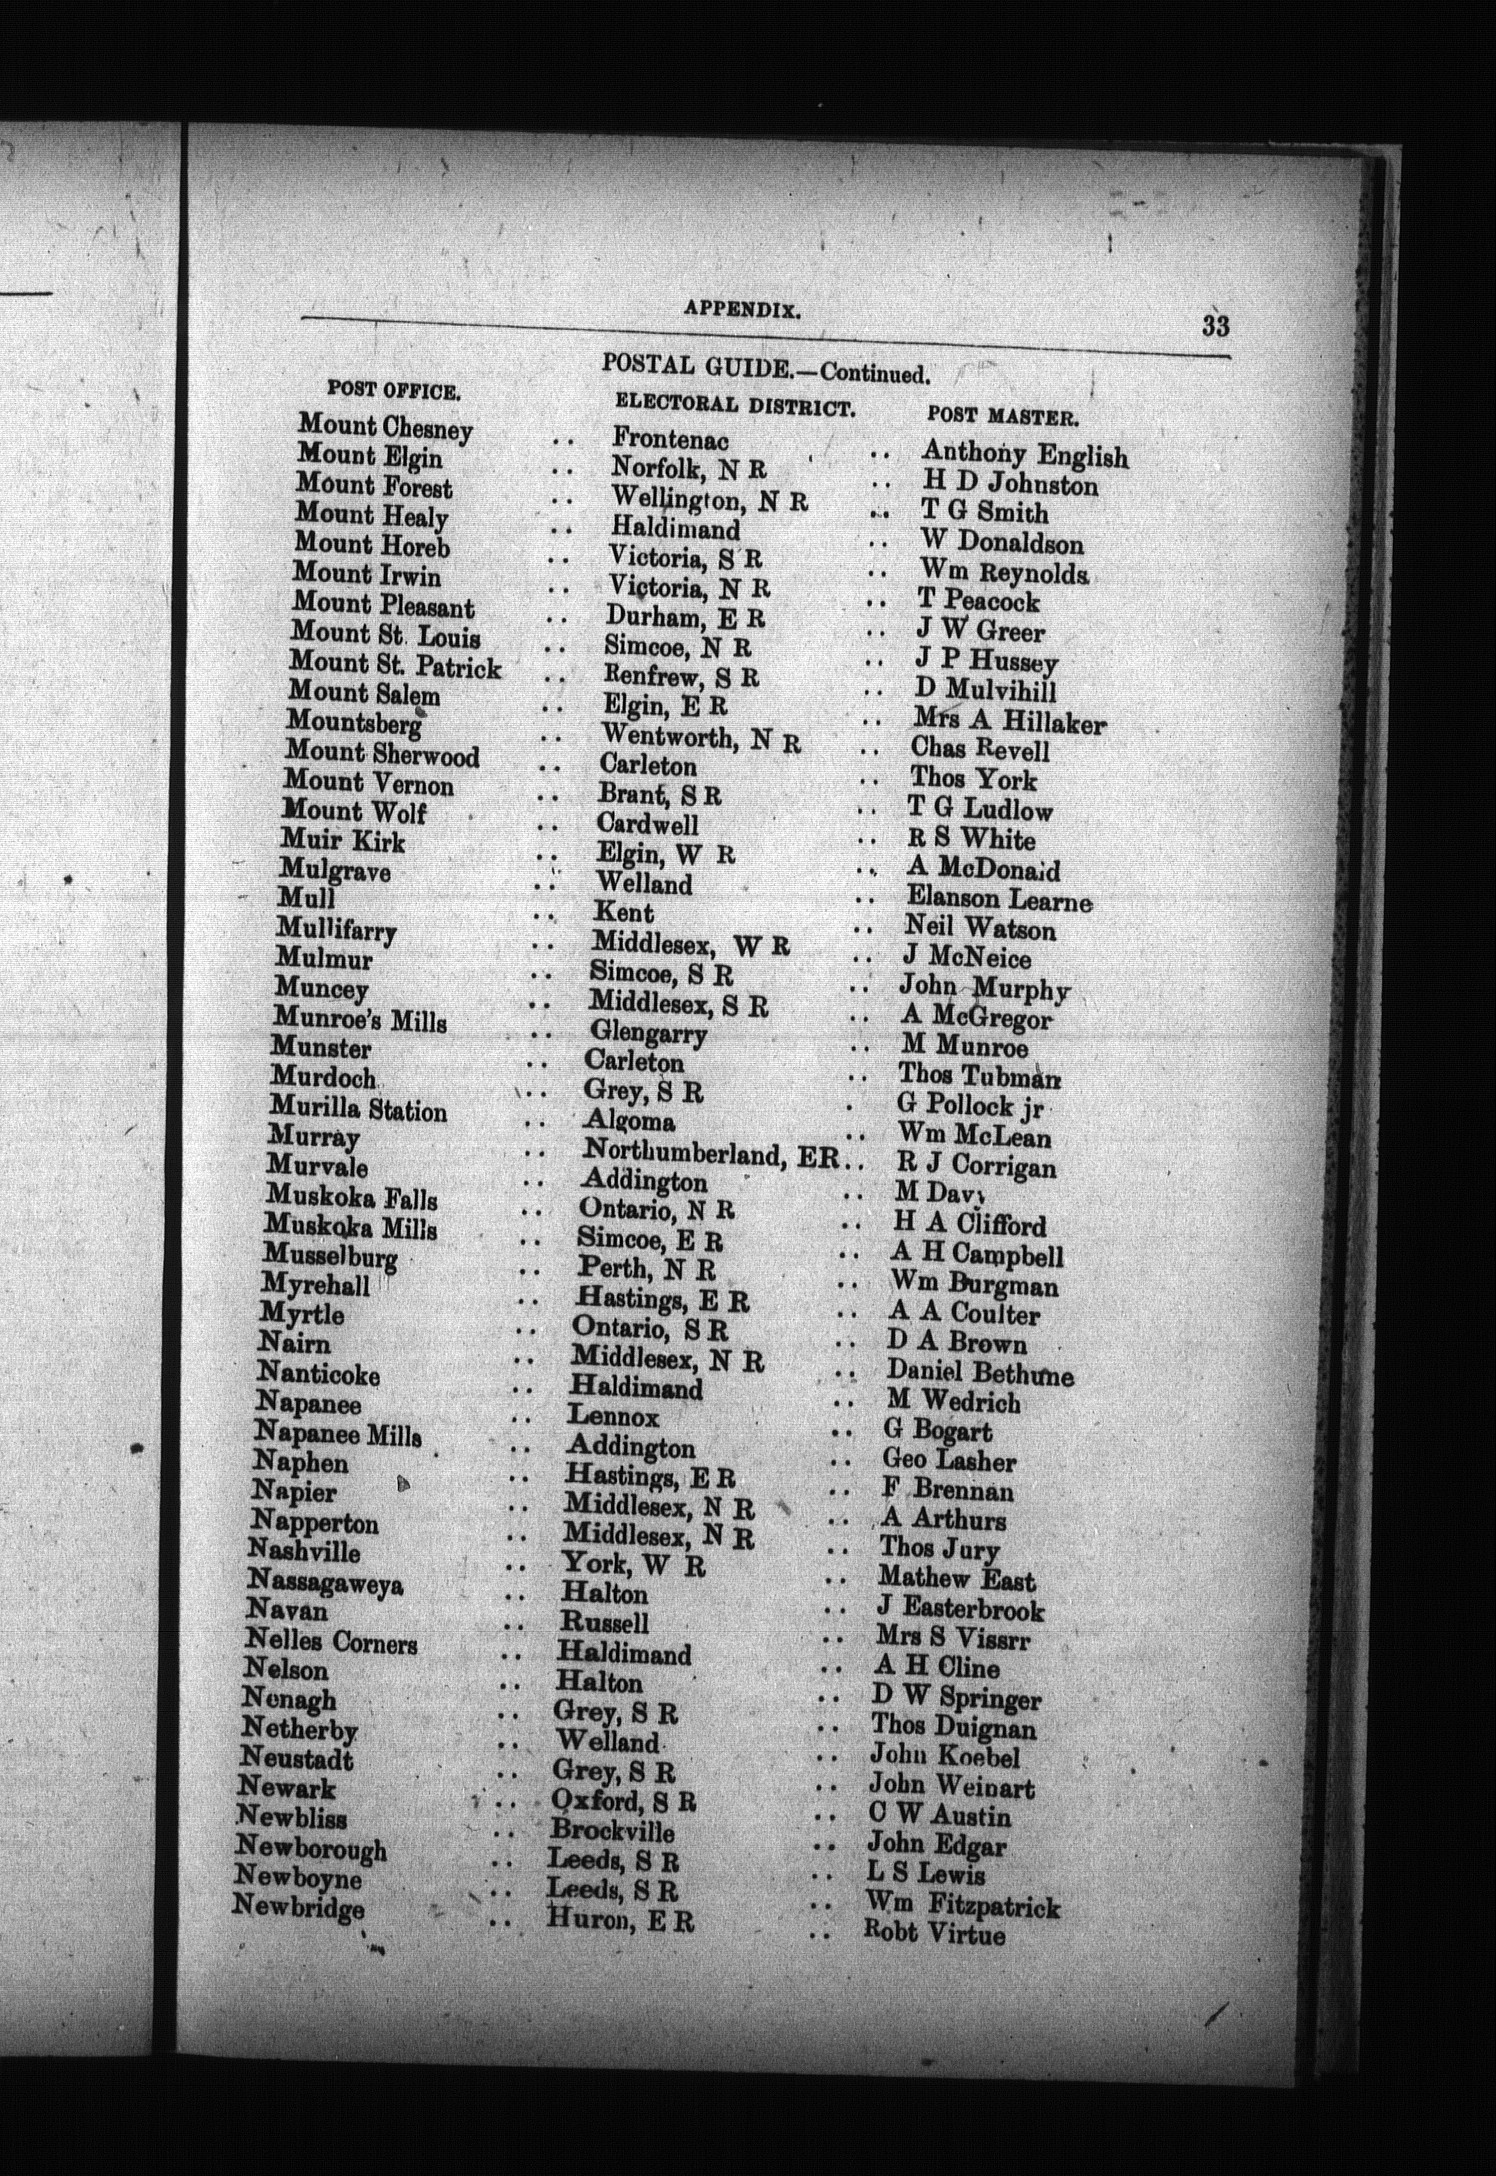 APPENDIX. 33
POSTAL GUIDE.—Continued.
POST OFFICE. ELECTORAL DISTRICT. POST MASTER.
Mount Chesney .. Frontenac .. Anthony English
Mount Elgin .. Norfolk, N R .. H D Johnston
Mount Forest .. Wellington, N R .. T G Smith
Mount Healy .. Haldimand .. W Donaldson
Mount Horeb .. Victoria, S R .. Wm Reynolds
Mount Irwin .. Victoria, N R .. T Peacock
Mount Pleasant .. Durham, E R .. J W Greer
Mount St. Louis .. Simcoe, N R .. J P Hussey
Mount St. Patrick .. Renfrew, S R .. D Mulvihill
Mount Salem .. Elgin, E R .. Mrs A Hillaker
Mountsberg .. Wentworth, N R .. Chas Revell
Mount Sherwood .. Carleton .. Thos York
Mount Vernon .. Brant, S R .. T G Ludlow
Mount Wolf .. Cardwell .. R S White
Muir Kirk .. Elgin, W R .. A McDonald
Mulgrave .. Welland .. Elanson Learne
Mull .. Kent .. Neil Watson
Mullifarry .. Middlesex, W R .. J McNeice
Mulmur .. Simcoe, S R .. John Murphy
Muncey .. Middlesex, S R .. A McGregor
Munroe's Mills .. Glengarry .. M Munroe
Munster .. Carleton .. Thos Tubman
Murdoch .. Grey, S R . G Pollock jr
Murilla Station .. Algoma .. Wm McLean
Murray .. Northumberland, ER .. R J Corrigan
Murvale .. Addington .. M Davy
Muskoka Falls .. Ontario, N R .. H A Clifford
Muskoka Mills .. Simcoe, E R .. A H Campbell
Musselburg .. Perth, N R .. Wm Burgman
Myrehall .. Hastings, E R .. A A Coulter
Myrtle .. Ontario, S R .. D A Brown
Nairn .. Middlesex, N R .. Daniel Bethune
Nanticoke .. Haldimand .. M Wedrich
Napanee .. Lennox .. G Bogart
Napanee Mills .. Addington .. Geo Lasher
Naphen .. Hastings, E R .. F Brennan
Napier .. Middlesex, N R .. A Arthurs
Napperton .. Middlesex, N R .. Thos Jury
Nashville .. York, W R .. Mathew East
Nassagaweya .. Halton .. J Easterbrook
Navan .. Russell .. Mrs S Vissrr
Nelles Corners .. Haldimand .. A H Cline
Nelson .. Halton .. D W Springer
Nenagh .. Grey, S R .. Thos Duignan
Netherby .. Welland .. John Koebel
Neustadt .. Grey, S R .. John Weinart
Newark .. Oxford, S R .. C W Austin
Newbliss .. Brockville .. John Edgar
Newborough .. Leeds, S R .. L S Lewis
Newboyne .. Leeds, S R .. Wm Fitzpatrick
Newbridge .. Huron, E R .. Robt Virtue